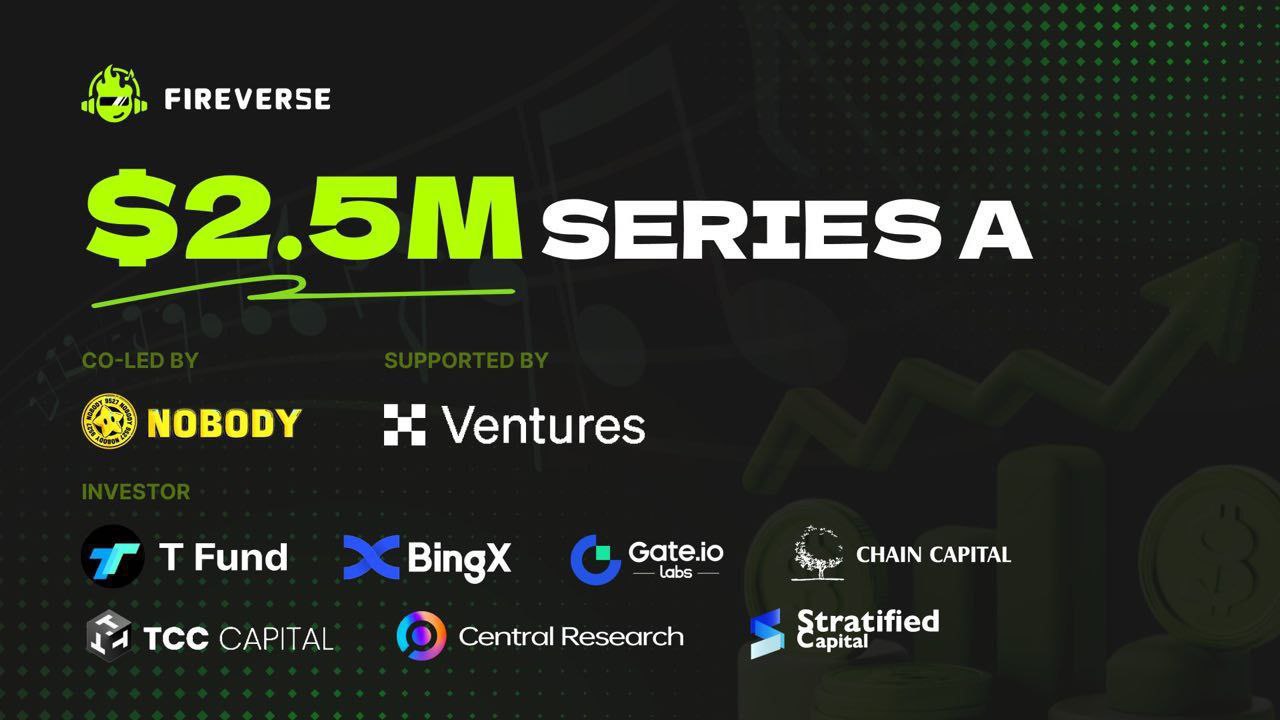 FIREVERSE
$2.5M SERIES A
CO-LED BY
SUPPORTED BY
NOBODY
Ventures
INVESTOR
T Fund
BingX
Gate.io
labs
CHAIN CAPITAL
TCC CAPITAL
Central Research
Stratified
Capital